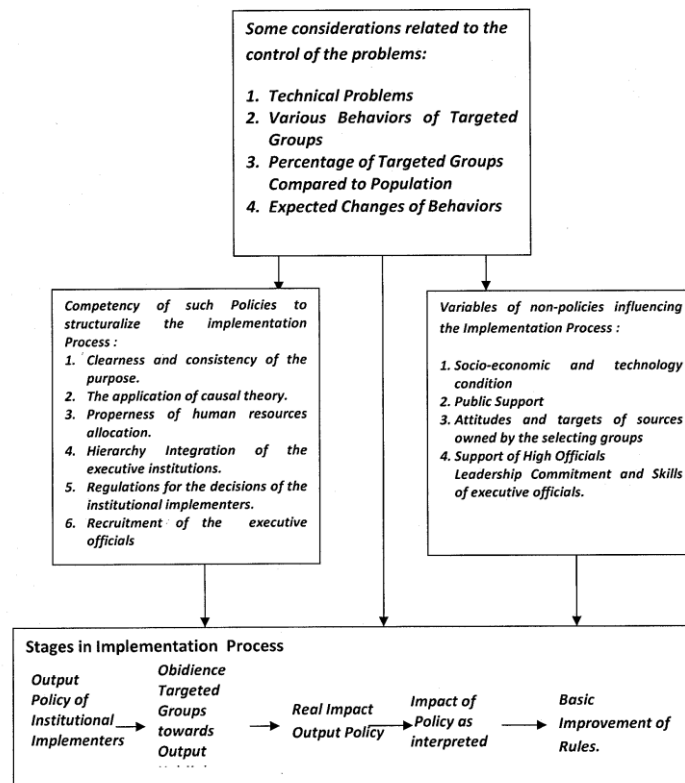 Some considerations related to the
control of the problems:
1. Technical Problems
2. Various Behaviors of Targeted
Groups
3. Percentage of Targeted Groups
Compared to Population
4. Expected Changes of Behaviors
Competency of such Policies to
structuralize the implementation
Process :
1. Clearness and consistency of the
purpose.
2. The application of causal theory.
3. Properness of human resources
allocation.
4. Hierarchy Integration of the
executive institutions.
5. Regulations for the decisions of the
institutional implementers.
6. Recruitment of the executive
officials
Variables of non-policies influencing
the Implementation Process :
1. Socio-economic and technology
condition
2. Public Support
3. Attitudes and targets of sources
owned by the selecting groups
4. Support of High Officials
Leadership Commitment and Skills
of executive officials.
Stages in Implementation Process
Output
Policy of
Institutional
Implementers
Obidience
Targeted
Groups
towards
Output
Real Impact
Output Policy
Impact of
Policy as
interpreted
Basic
Improvement of
Rules.